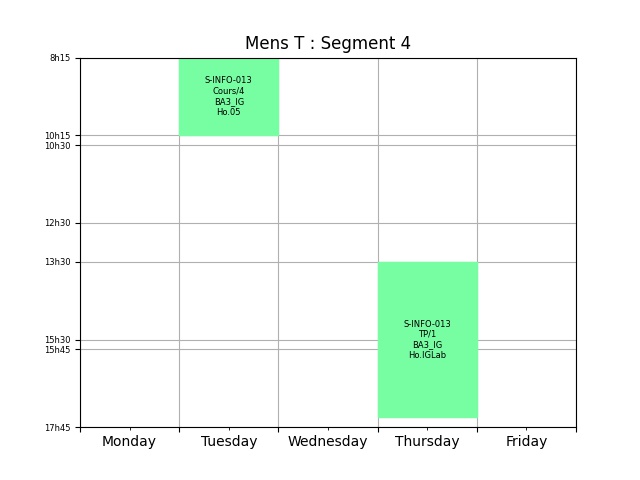 Mens T : Segment 4
8h15
S-INFO-013
Cours/4
BA3_IG
Ho.05
10h15
10h30
12h30
13h30
S-INFO-013
TP/1
BA3_IG
Ho.IGLab
15h30
15h45
17h45
Monday Tuesday Wednesday Thursday Friday